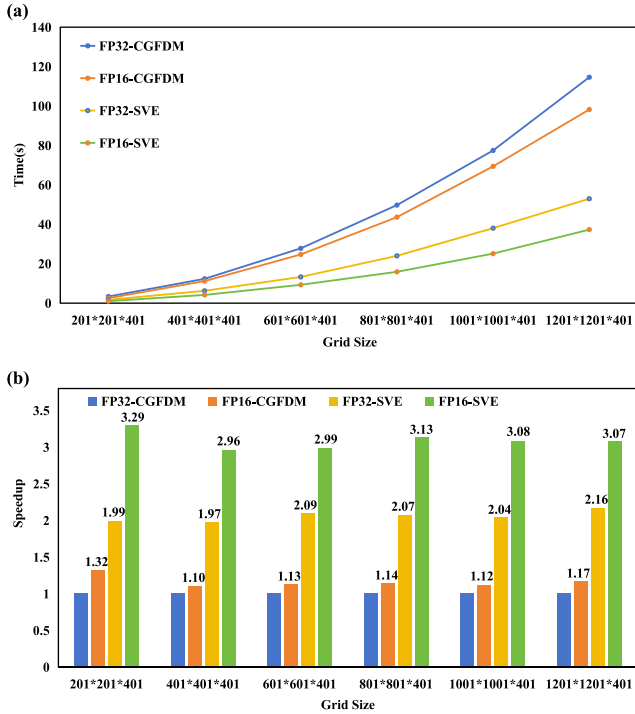 (a)
140
120
100
80
60
40
20
0
Time(s)
FP32-CGFDM
FP16-CGFDM
FP32-SVE
FP16-SVE
201*201*401 401*401*401 601*601*401 801*801*401 1001*1001*401 1201*1201*401
Grid Size
(b)
FP32-CGFDM FP16-CGFDM FP32-SVE FP16-SVE
3.5
3
2.5
2
1.5
1
0.5
0
Speedup
1.32 1.99 3.29
1.10 1.97 2.96
1.13 2.09 2.99
1.14 2.07 3.13
1.12 2.04 3.08
1.17 2.16 3.07
201*201*401 401*401*401 601*601*401 801*801*401 1001*1001*401 1201*1201*401
Grid Size